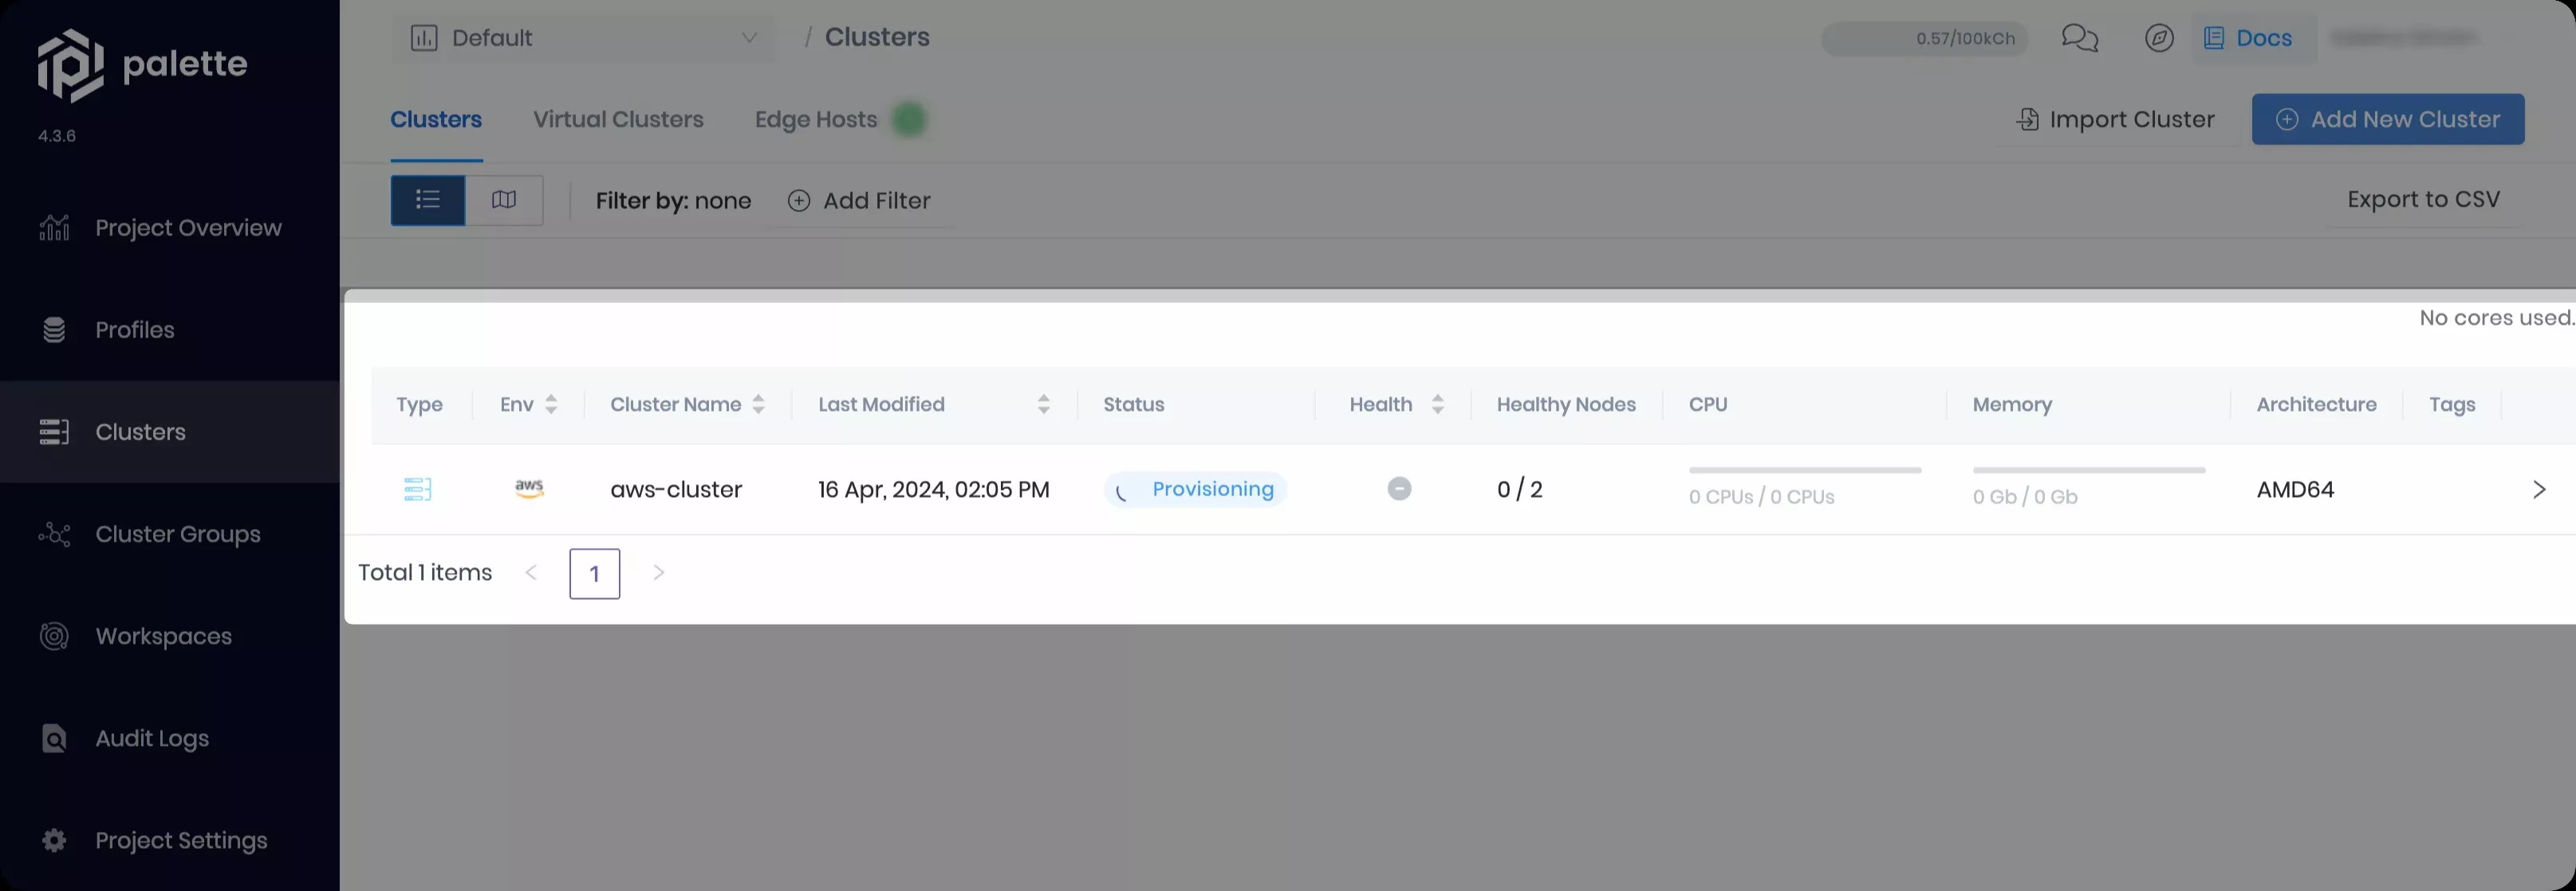 palette
4.3.6
Project Overview
Profiles
Clusters
Cluster Groups
Workspaces
Audit Logs
Project Settings
Default / Clusters 0.57/100kCh Docs
Clusters Virtual Clusters Edge Hosts Import Cluster Add New Cluster
Filter by: none Add Filter Export to CSV
No cores used.
Type Env Cluster Name Last Modified Status Health Healthy Nodes CPU Memory Architecture Tags
aws aws-cluster 16 Apr, 2024, 02:05 PM Provisioning 0 / 2 0 CPUs / 0 CPUs 0 Gb / 0 Gb AMD64
Total 1 items 1